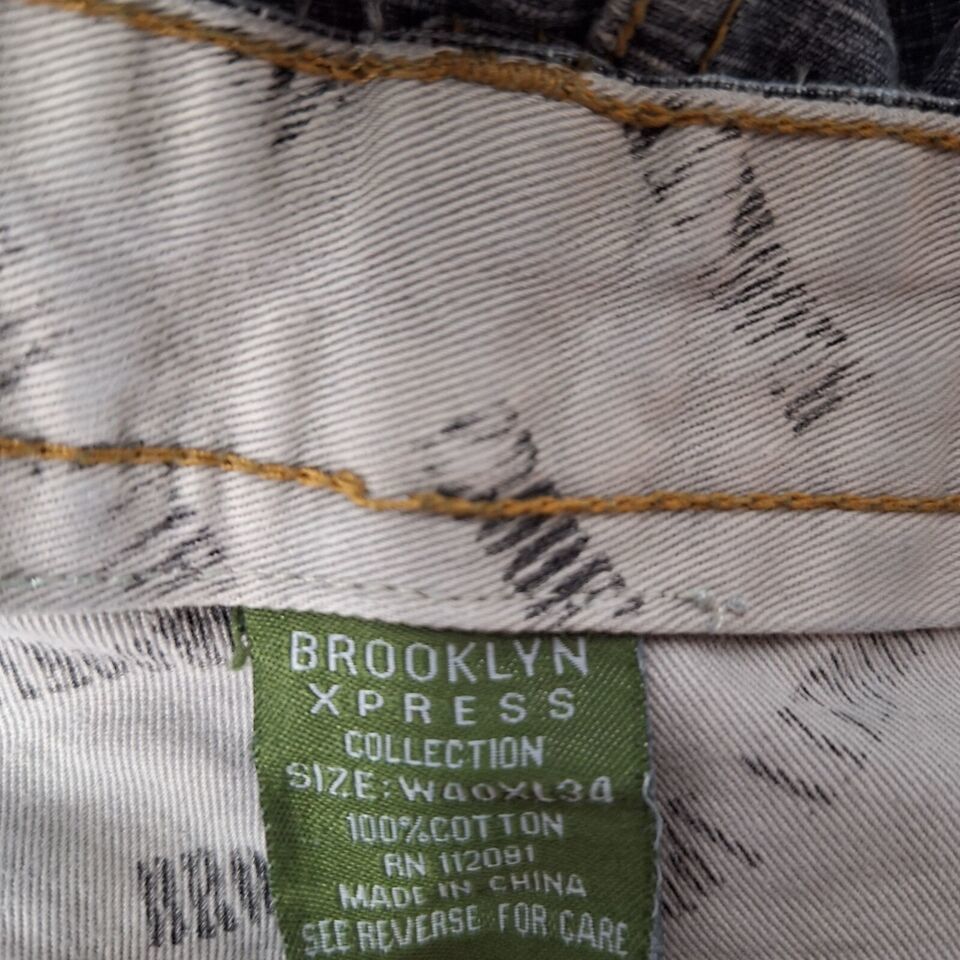 BROOKLYN
XPRESS
COLLECTION
SIZE: W40XL34
100%COTTON
RN 112091
MADE IN CHINA
SEE REVERSE FOR CARE